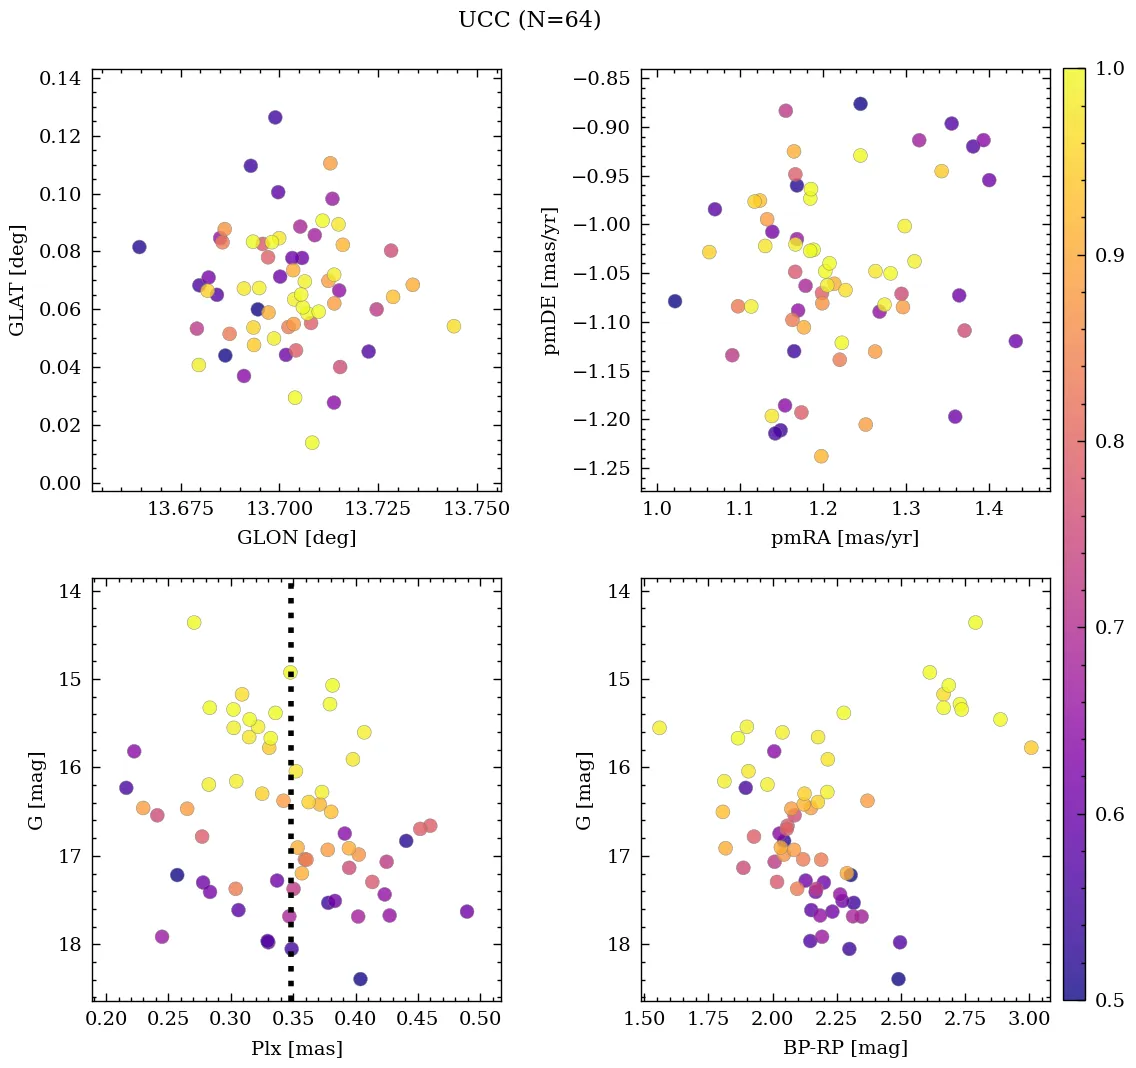 UCC (N=64)
0.14
0.12
0.10
0.08
0.06
0.04
0.02
0.00
GLAT [deg]
13.675 13.700 13.725 13.750
GLON [deg]
−0.85
−0.90
−0.95
−1.00
−1.05
−1.10
−1.15
−1.20
−1.25
pmDE [mas/yr]
1.0 1.1 1.2 1.3 1.4
pmRA [mas/yr]
14
15
16
17
18
G [mag]
0.20 0.25 0.30 0.35 0.40 0.45 0.50
Plx [mas]
14
15
16
17
18
G [mag]
1.50 1.75 2.00 2.25 2.50 2.75 3.00
BP-RP [mag]
1.0
0.9
0.8
0.7
0.6
0.5